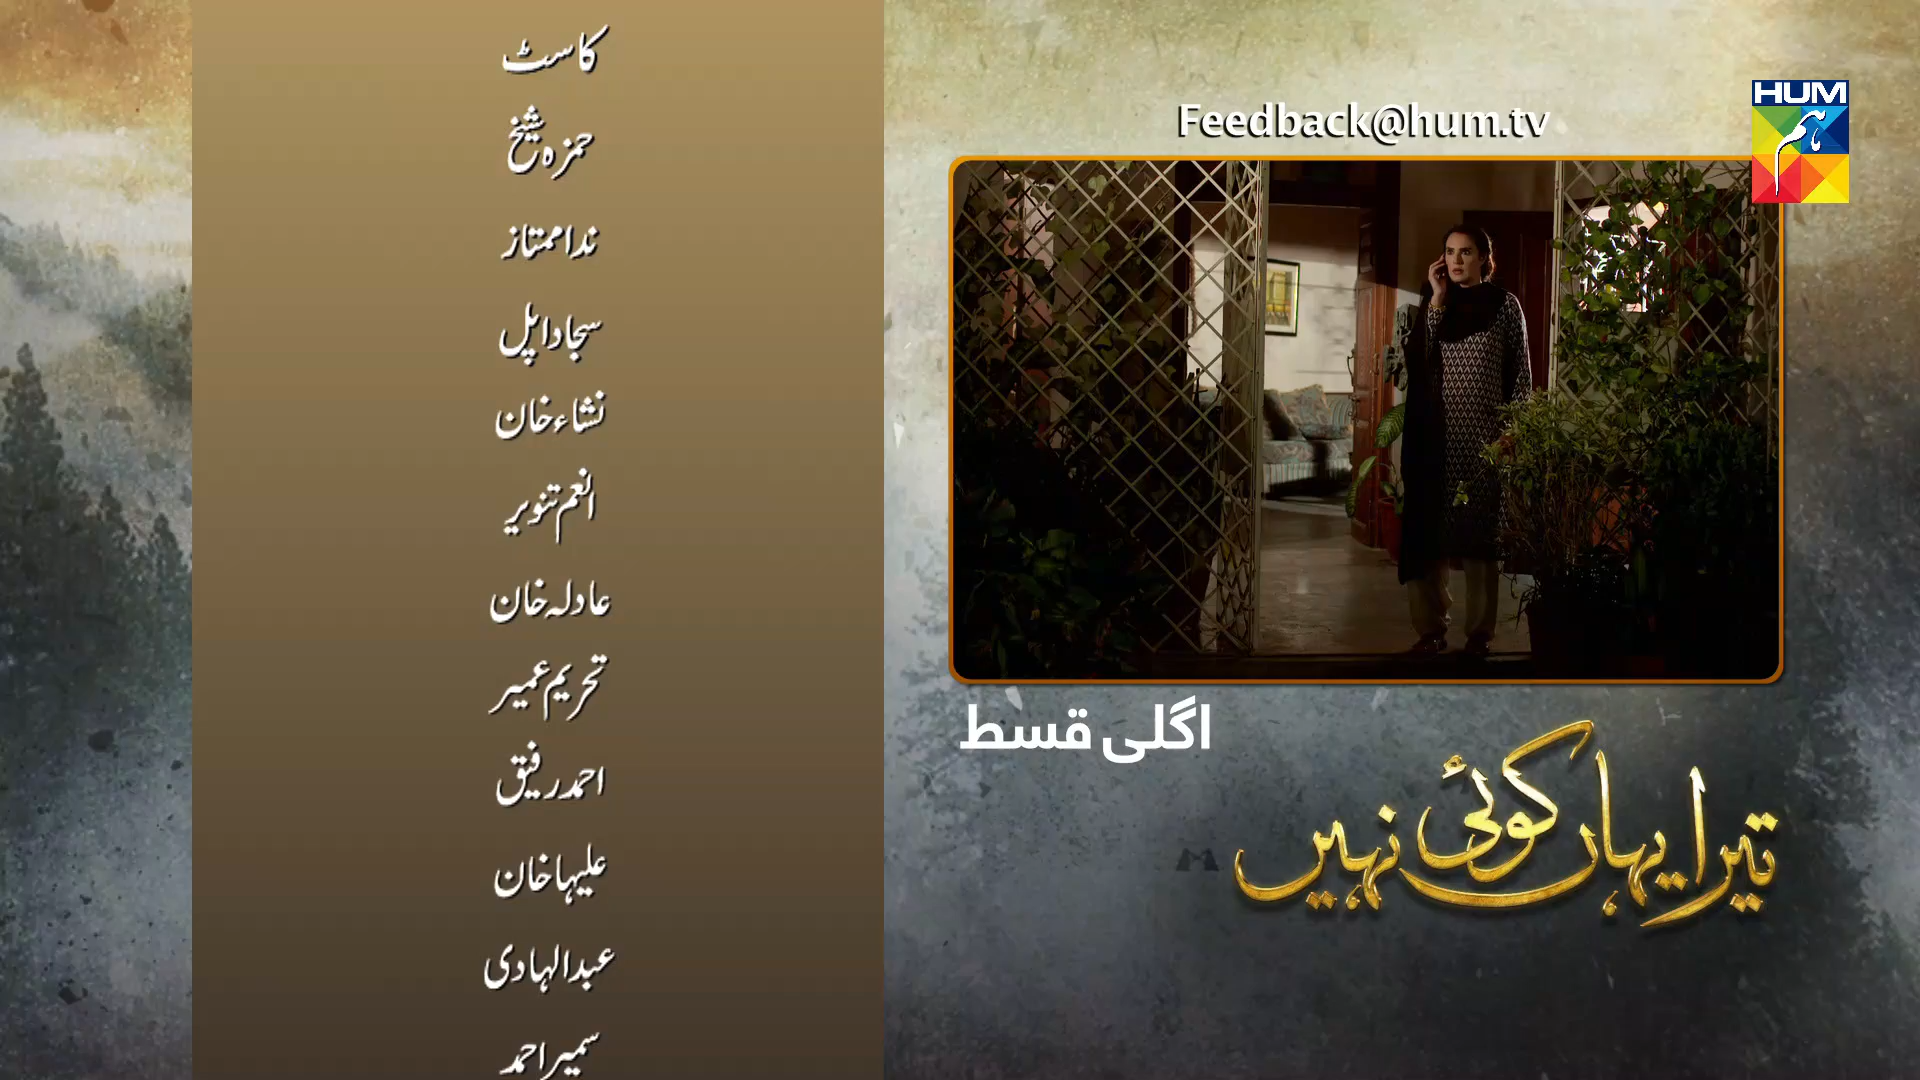 کاسٹ
حمزہ شیخ
ندا ممتاز
سجاد اپل
نشاء خان
انعم تنویر
عادلہ خان
تحریم عمیر
احمد رفیق
علیہا خان
عبدالہادی
سمیر احمد
Feedback@hum.tv
HUM
ہم
اگلی قسط
تیرا یہاں کوئی نہیں